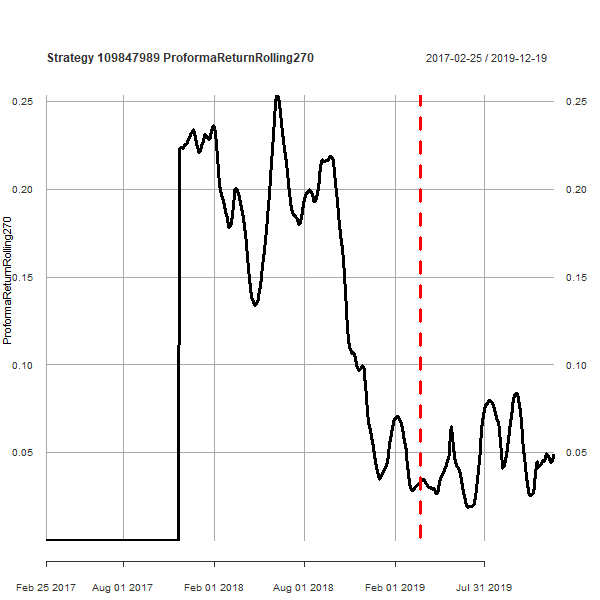 Strategy 109847989 ProformaReturnRolling270
2017-02-25 / 2019-12-19
0.25
0.25
0.20
0.20
0.15
0.15
0.10
0.10
0.05
0.05
ProformaReturnRolling270
Feb 25 2017
Aug 01 2017
Feb 01 2018
Aug 01 2018
Feb 01 2019
Jul 31 2019